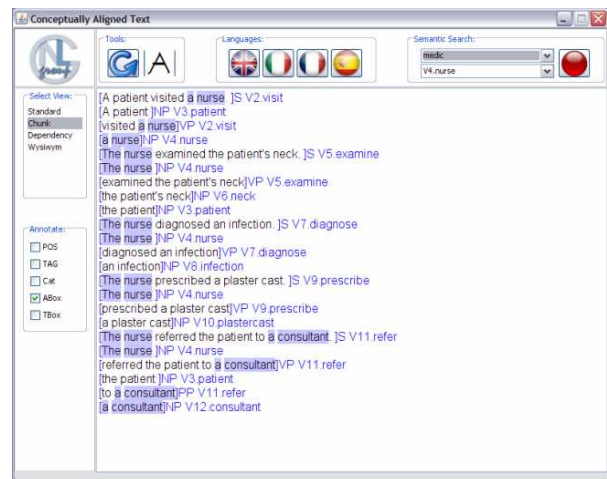 Conceptually Aligned Text
Tools:
Languages:
Semantic Search:
NLG
group
G A
medc
V4.nurse
Select View:
Standard
Chunk
Dependency
Wysiwym
Annotate:
POS
TAG
Cat
ABox
TBox
[A patient visited a nurse. ]S V2.visit
[A patient ]NP V3.patient
[visited a nurse]VP V2.visit
[a nurse]NP V4.nurse
[The nurse examined the patient's neck. ]S V5.examine
[The nurse ]NP V4.nurse
[examined the patient's neck]VP V5.examine
[the patient's neck]NP V6.neck
[the patient]NP V3.patient
[The nurse diagnosed an infection. ]S V7.diagnose
[The nurse ]NP V4.nurse
[diagnosed an infection]VP V7.diagnose
[an infection]NP V8.infection
[The nurse prescribed a plaster cast. ]S V9.prescribe
[The nurse ]NP V4.nurse
[prescribed a plaster cast]VP V9.prescribe
[a plaster cast]NP V10.plastercast
[The nurse referred the patient to a consultant. ]S V11.refer
[The nurse ]NP V4.nurse
[referred the patient to a consultant]VP V11.refer
[the patient ]NP V3.patient
[to a consultant]PP V11.refer
[a consultant]NP V12.consultant